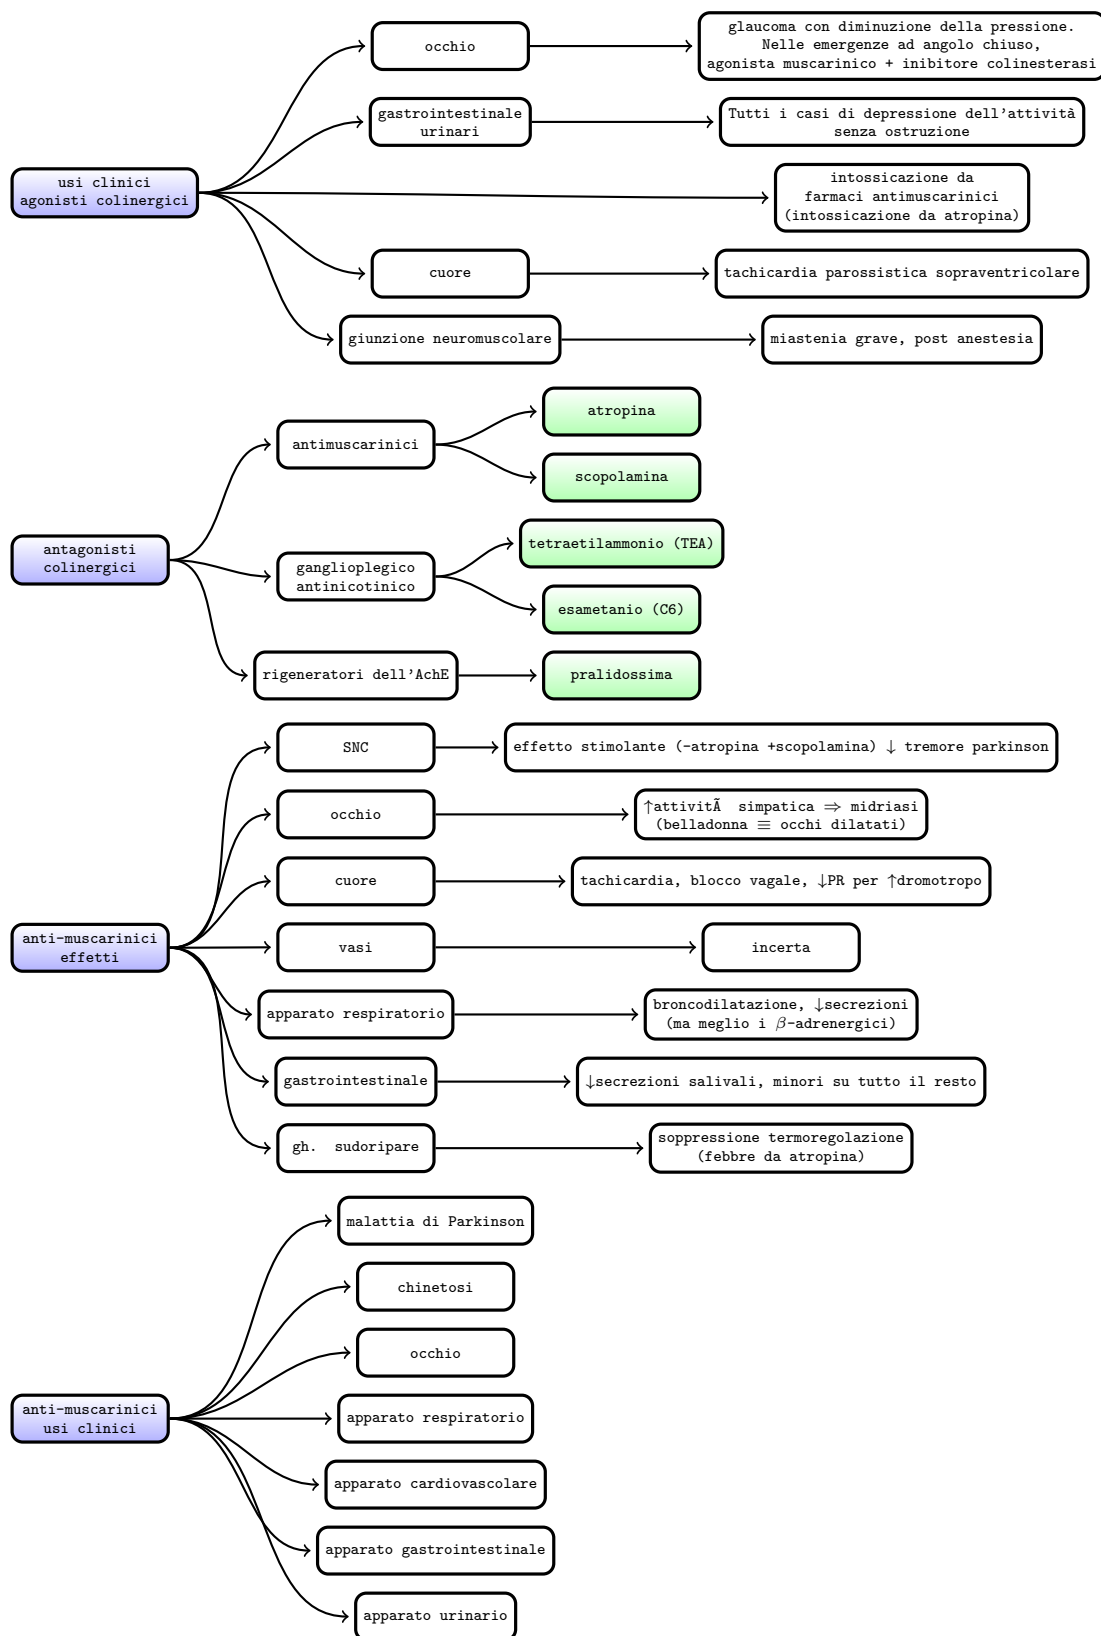 usi clinici
agonisti colinergici
occhio
glaucoma con diminuzione della pressione.
Nelle emergenze ad angolo chiuso,
agonista muscarinico + inibitore colinesterasi
gastrointestinale
urinari
Tutti i casi di depressione dell'attività
senza ostruzione
intossicazione da
farmaci antimuscarinici
(intossicazione da atropina)
cuore
tachicardia parossistica sopraventricolare
giunzione neuromuscolare
miastenia grave, post anestesia
antagonisti
colinergici
antimuscarinici
atropina
scopolamina
ganglioplegico
antinicotinico
tetraetilammonio (TEA)
esametanio (C6)
rigeneratori dell'AchE
pralidossima
anti-muscarinici
effetti
SNC
effetto stimolante (-atropina +scopolamina) ↓ tremore parkinson
occhio
↑attivitÃ  simpatica ⇒ midriasi
(belladonna ≡ occhi dilatati)
cuore
tachicardia, blocco vagale, ↓PR per ↑dromotropo
vasi
incerta
apparato respiratorio
broncodilatazione, ↓secrezioni
(ma meglio i β-adrenergici)
gastrointestinale
↓secrezioni salivali, minori su tutto il resto
gh.  sudoripare
soppressione termoregolazione
(febbre da atropina)
anti-muscarinici
usi clinici
malattia di Parkinson
chinetosi
occhio
apparato respiratorio
apparato cardiovascolare
apparato gastrointestinale
apparato urinario